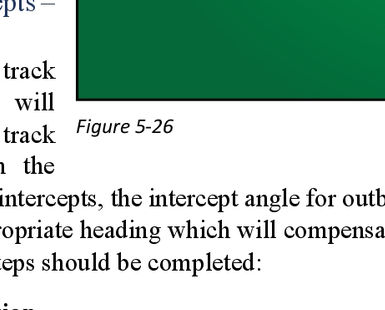 epts –
track
will
track
Figure 5-26
the
intercepts, the intercept angle for outb
ropriate heading which will compensa
teps should be completed: